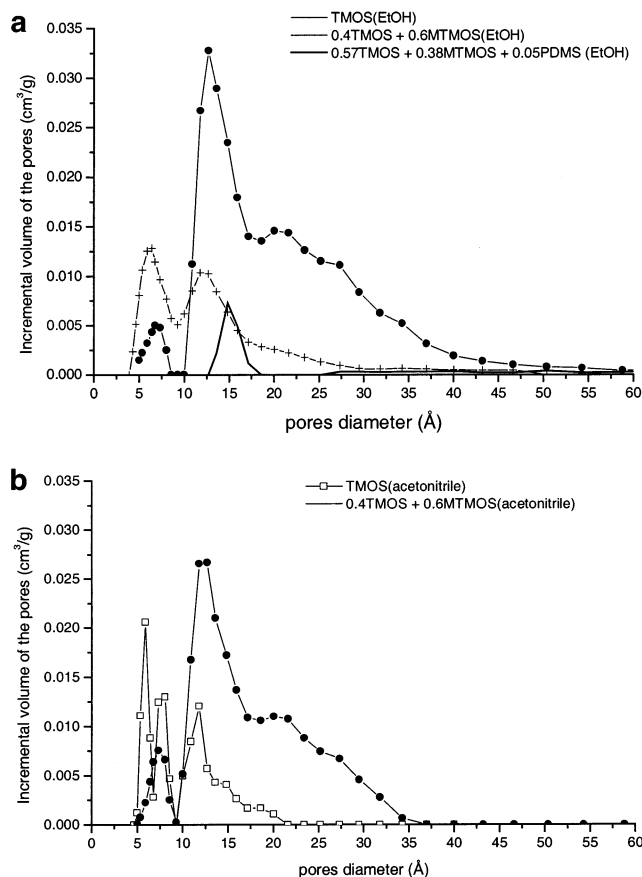 a
TMOS(EtOH)
0.4TMOS + 0.6MTMOS(EtOH)
0.57TMOS + 0.38MTMOS + 0.05PDMS (EtOH)
Incremental volume of the pores (cm³/g)
0.035
0.030
0.025
0.020
0.015
0.010
0.005
0.000
0 5 10 15 20 25 30 35 40 45 50 55 60
pores diameter (Å)
b
TMOS(acetonitrile)
0.4TMOS + 0.6MTMOS(acetonitrile)
Incremental volume of the pores (cm³/g)
0.035
0.030
0.025
0.020
0.015
0.010
0.005
0.000
0 5 10 15 20 25 30 35 40 45 50 55 60
pores diameter (Å)